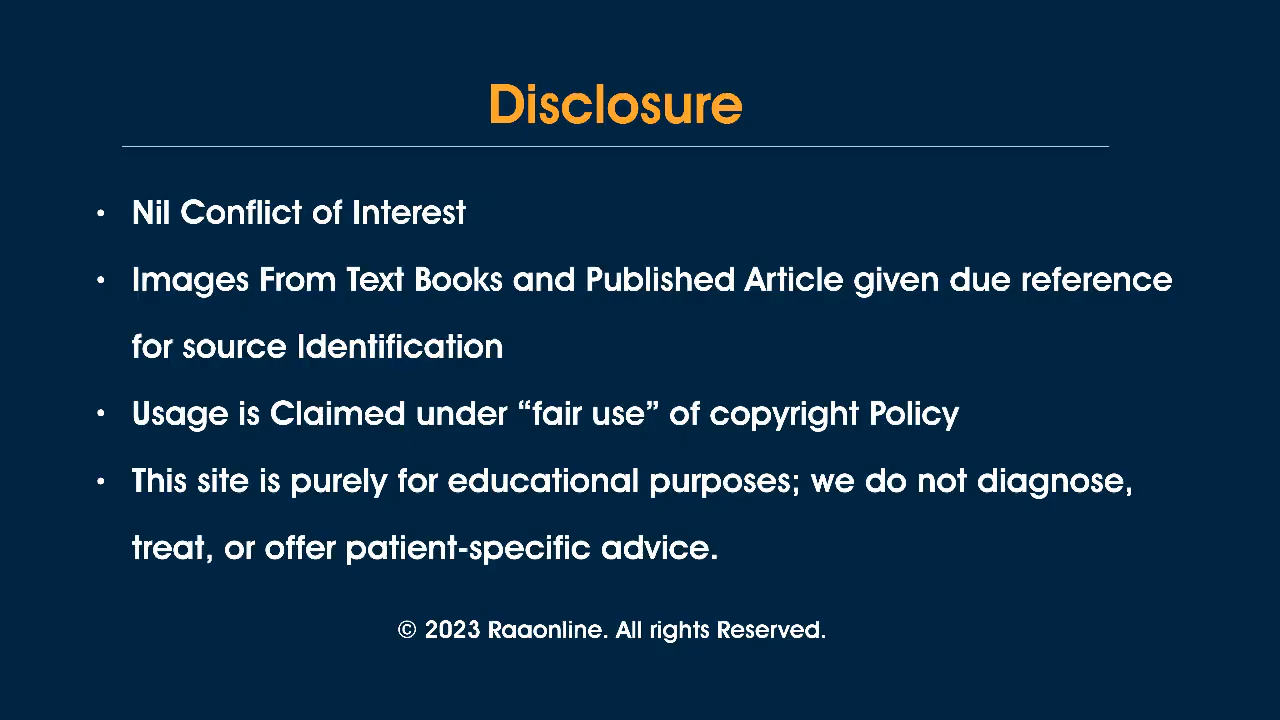 Disclosure
• Nil Conflict of Interest
• Images From Text Books and Published Article given due reference
for source Identification
• Usage is Claimed under “fair use” of copyright Policy
• This site is purely for educational purposes; we do not diagnose,
treat, or offer patient-specific advice.
© 2023 Raaonline. All rights Reserved.